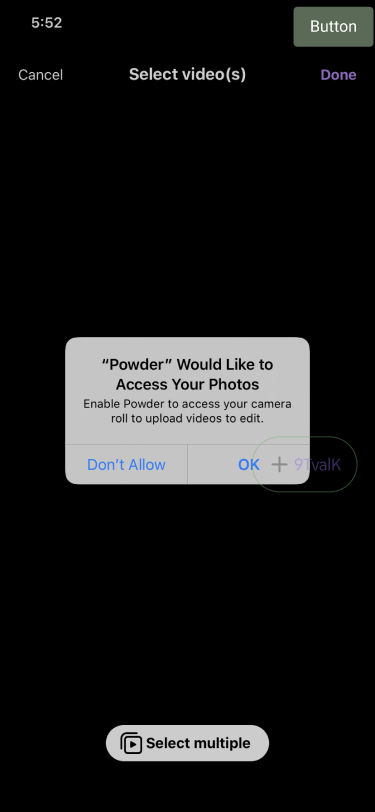 5:52
Button
Cancel
Select video(s)
Done
“Powder” Would Like to
Access Your Photos
Enable Powder to access your camera
roll to upload videos to edit.
Don’t Allow
OK
+ 9TvalK
Select multiple